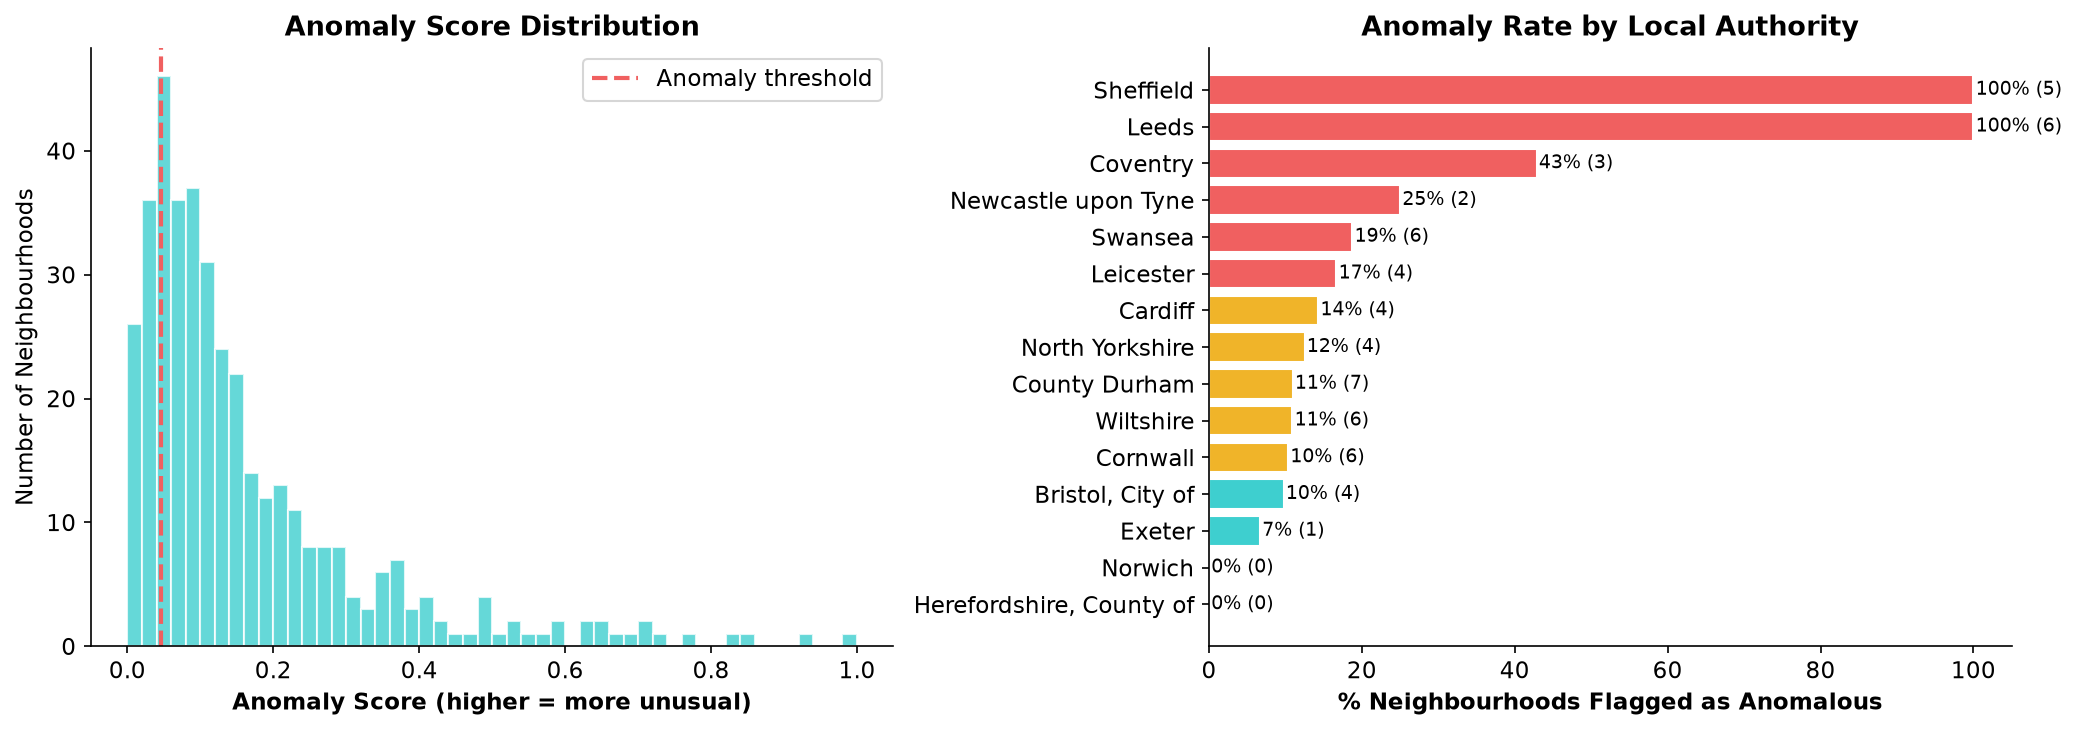 Anomaly Score Distribution
Anomaly threshold
Number of Neighbourhoods
40
30
20
10
0
0.0 0.2 0.4 0.6 0.8 1.0
Anomaly Score (higher = more unusual)
Anomaly Rate by Local Authority
Sheffield 100% (5)
Leeds 100% (6)
Coventry 43% (3)
Newcastle upon Tyne 25% (2)
Swansea 19% (6)
Leicester 17% (4)
Cardiff 14% (4)
North Yorkshire 12% (4)
County Durham 11% (7)
Wiltshire 11% (6)
Cornwall 10% (6)
Bristol, City of 10% (4)
Exeter 7% (1)
Norwich 0% (0)
Herefordshire, County of 0% (0)
0 20 40 60 80 100
% Neighbourhoods Flagged as Anomalous